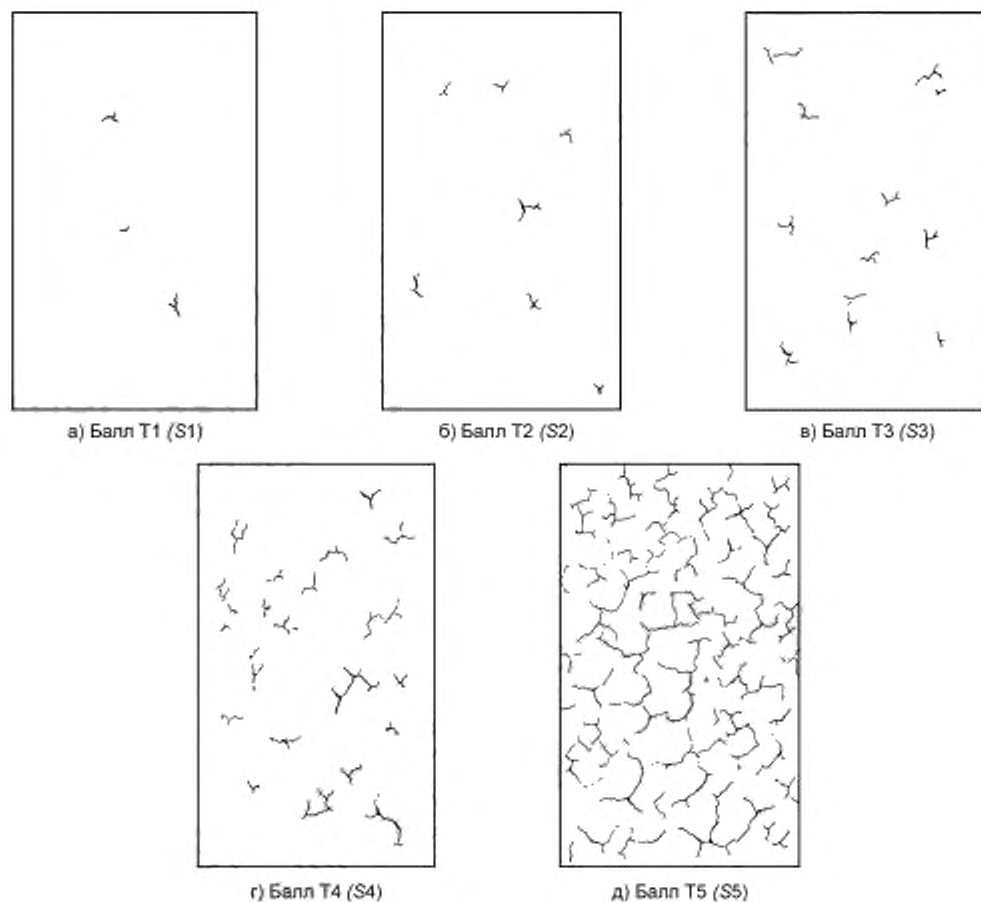 а) Балл Т1 (S1)
б) Балл Т2 (S2)
в) Балл Т3 (S3)
г) Балл Т4 (S4)
д) Балл Т5 (S5)